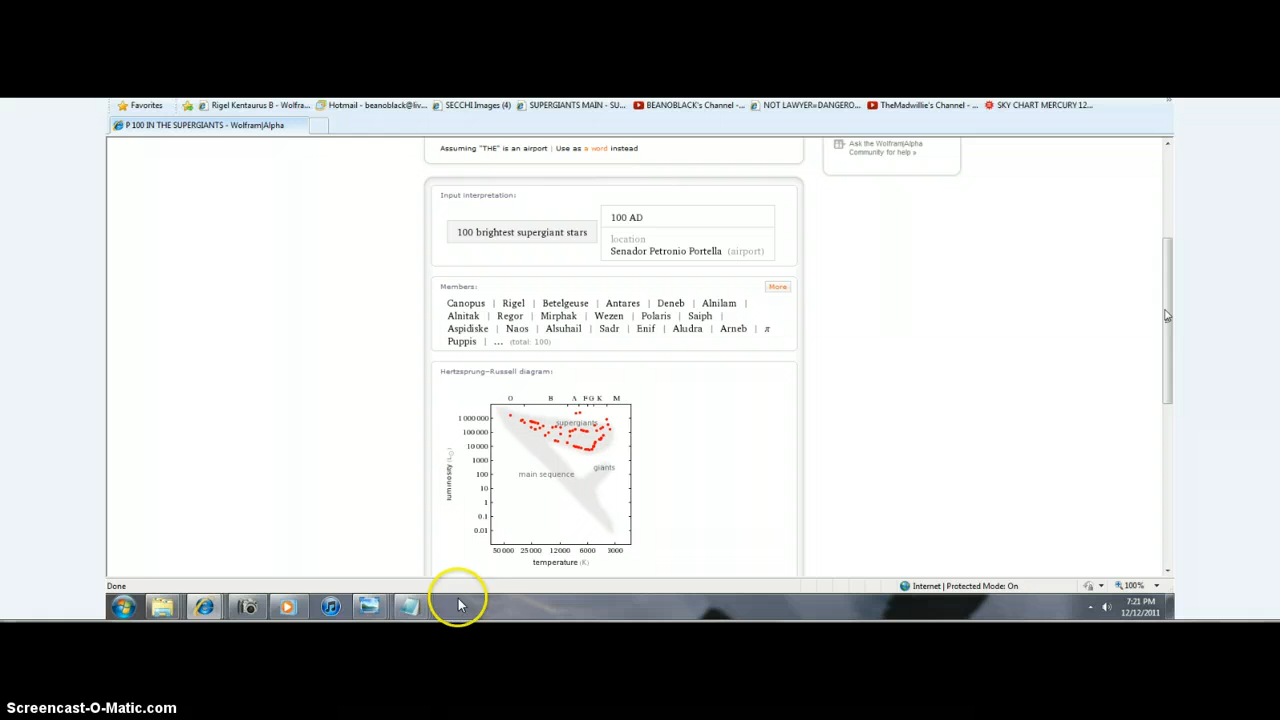 Favorites Rigel Kentaurus B - Wolfra... Hotmail - beanoblack@liv... SECCHI Images (4) SUPERGIANTS MAIN - SU... BEANOBLACK's Channel -... NOT LAWYER=DANGERO... TheMadwillie's Channel - ... SKY CHART MERCURY 12...
P 100 IN THE SUPERGIANTS - Wolfram|Alpha
Assuming "THE" is an airport | Use as a word instead
Ask the Wolfram|Alpha
Community for help »
Input interpretation:
100 brightest supergiant stars
100 AD
location
Senador Petronio Portella (airport)
Members:
More
Canopus | Rigel | Betelgeuse | Antares | Deneb | Alnilam |
Alnitak | Regor | Mirphak | Wezen | Polaris | Saiph |
Aspidiske | Naos | Alsuhail | Sadr | Enif | Aludra | Arneb | π
Puppis | ... (total: 100)
Hertzsprung-Russell diagram:
O B A F G K M
1 000 000
100 000
10 000
1000
100
10
1
0.1
0.01
luminosity (L☉)
supergiants
giants
main sequence
50 000 25 000 12 000 6000 3000
temperature (K)
Done
Internet | Protected Mode: On
100%
7:21 PM
12/12/2011
Screencast-O-Matic.com